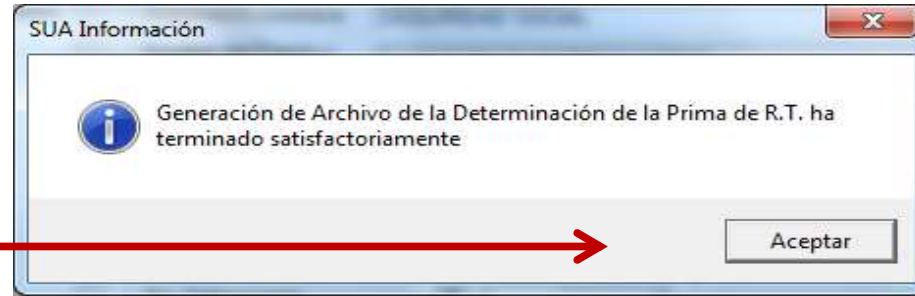 SUA Información
Generación de Archivo de la Determinación de la Prima de R.T. ha
terminado satisfactoriamente
Aceptar